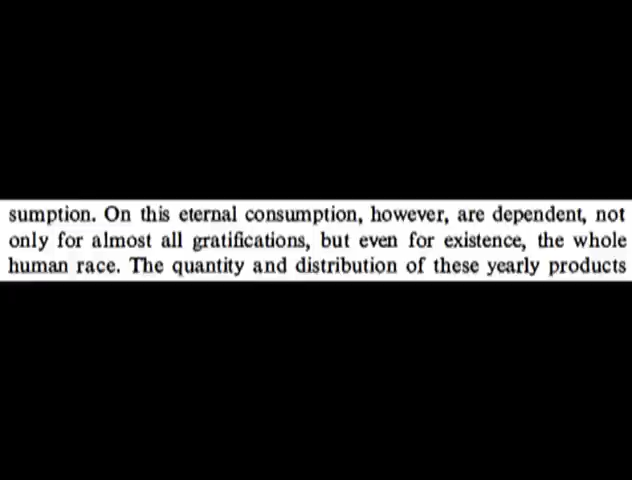 sumption. On this eternal consumption, however, are dependent, not
only for almost all gratifications, but even for existence, the whole
human race. The quantity and distribution of these yearly products